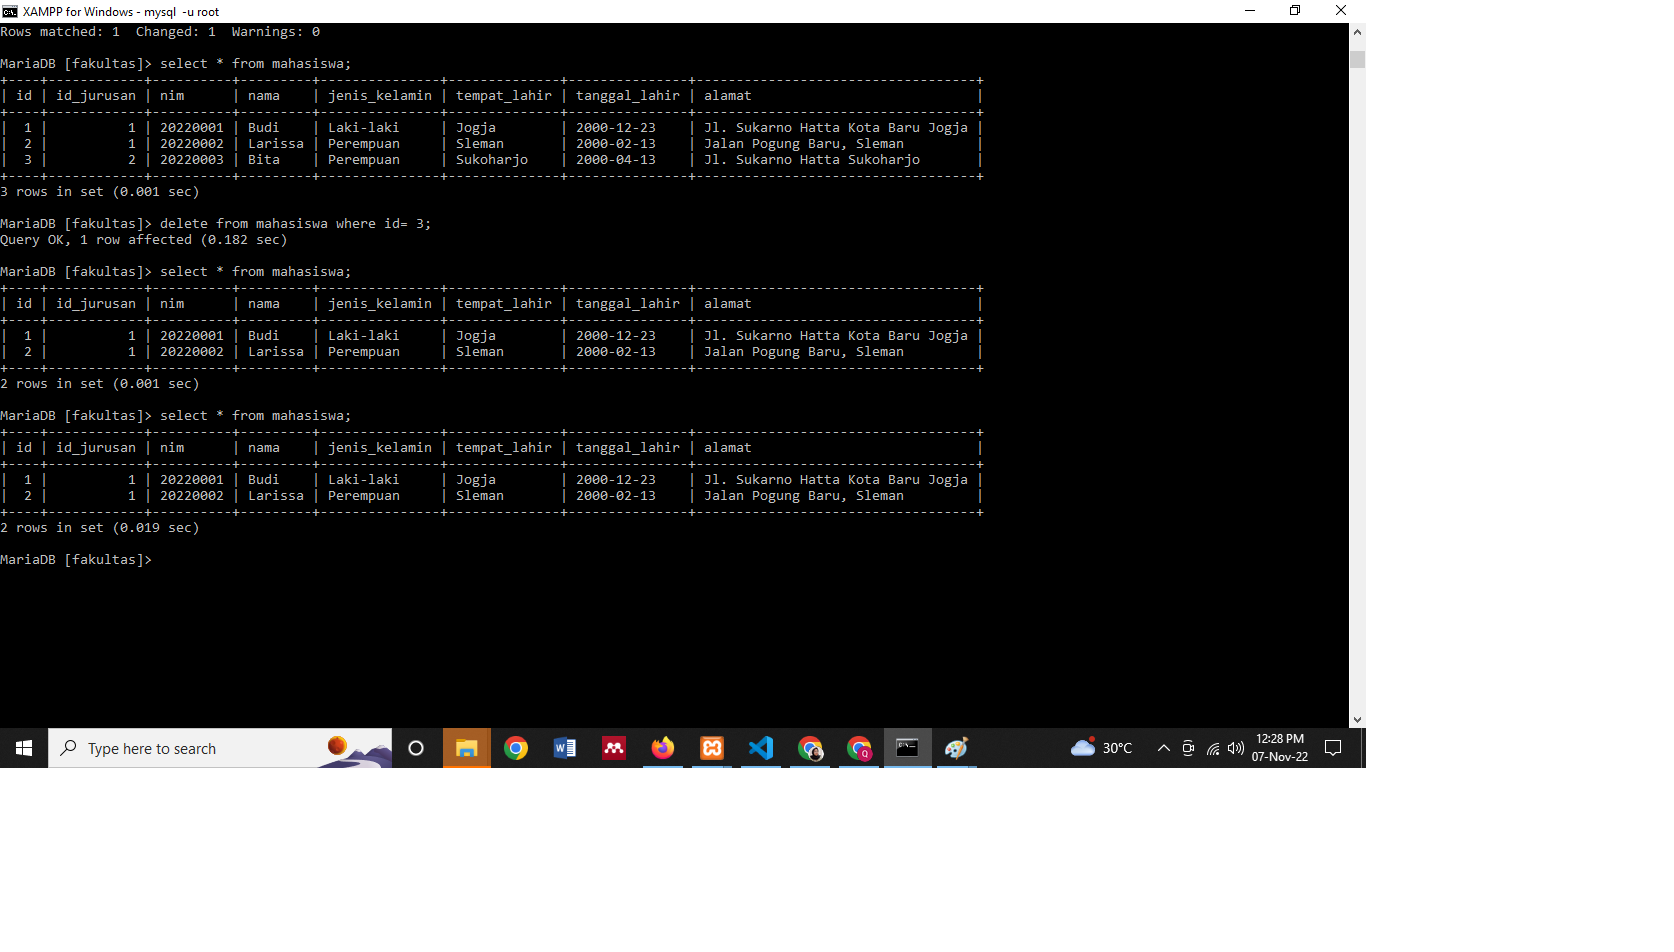 XAMPP for Windows - mysql  -u root
Rows matched: 1  Changed: 1  Warnings: 0
MariaDB [fakultas]> select * from mahasiswa;
+----+------------+----------+---------+---------------+--------------+---------------+-----------------------------------+
| id | id_jurusan | nim      | nama    | jenis_kelamin | tempat_lahir | tanggal_lahir | alamat                            |
+----+------------+----------+---------+---------------+--------------+---------------+-----------------------------------+
|  1 |          1 | 20220001 | Budi    | Laki-laki     | Jogja        | 2000-12-23    | Jl. Sukarno Hatta Kota Baru Jogja |
|  2 |          1 | 20220002 | Larissa | Perempuan     | Sleman       | 2000-02-13    | Jalan Pogung Baru, Sleman         |
|  3 |          2 | 20220003 | Bita    | Perempuan     | Sukoharjo    | 2000-04-13    | Jl. Sukarno Hatta Sukoharjo       |
+----+------------+----------+---------+---------------+--------------+---------------+-----------------------------------+
3 rows in set (0.001 sec)
MariaDB [fakultas]> delete from mahasiswa where id= 3;
Query OK, 1 row affected (0.182 sec)
MariaDB [fakultas]> select * from mahasiswa;
+----+------------+----------+---------+---------------+--------------+---------------+-----------------------------------+
| id | id_jurusan | nim      | nama    | jenis_kelamin | tempat_lahir | tanggal_lahir | alamat                            |
+----+------------+----------+---------+---------------+--------------+---------------+-----------------------------------+
|  1 |          1 | 20220001 | Budi    | Laki-laki     | Jogja        | 2000-12-23    | Jl. Sukarno Hatta Kota Baru Jogja |
|  2 |          1 | 20220002 | Larissa | Perempuan     | Sleman       | 2000-02-13    | Jalan Pogung Baru, Sleman         |
+----+------------+----------+---------+---------------+--------------+---------------+-----------------------------------+
2 rows in set (0.001 sec)
MariaDB [fakultas]> select * from mahasiswa;
+----+------------+----------+---------+---------------+--------------+---------------+-----------------------------------+
| id | id_jurusan | nim      | nama    | jenis_kelamin | tempat_lahir | tanggal_lahir | alamat                            |
+----+------------+----------+---------+---------------+--------------+---------------+-----------------------------------+
|  1 |          1 | 20220001 | Budi    | Laki-laki     | Jogja        | 2000-12-23    | Jl. Sukarno Hatta Kota Baru Jogja |
|  2 |          1 | 20220002 | Larissa | Perempuan     | Sleman       | 2000-02-13    | Jalan Pogung Baru, Sleman         |
+----+------------+----------+---------+---------------+--------------+---------------+-----------------------------------+
2 rows in set (0.019 sec)
MariaDB [fakultas]>
Type here to search
30°C
12:28 PM
07-Nov-22